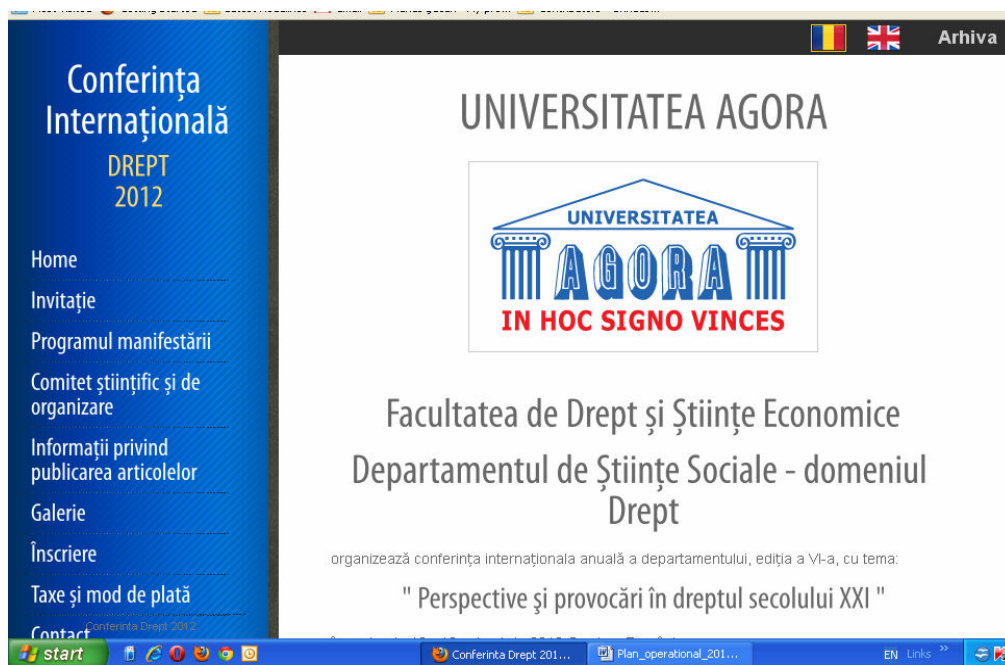 Arhiva
Conferința
Internațională
DREPT
2012
Home
Invitație
Programul manifestării
Comitet științific și de
organizare
Informații privind
publicarea articolelor
Galerie
Înscriere
Taxe și mod de plată
Contact
Conferinta Drept 2012
UNIVERSITATEA AGORA
UNIVERSITATEA
AGORA
IN HOC SIGNO VINCES
Facultatea de Drept și Științe Economice
Departamentul de Științe Sociale - domeniul
Drept
organizează conferința internaționala anuală a departamentului, ediția a VI-a, cu tema:
" Perspective și provocări în dreptul secolului XXI "
start
Conferinta Drept 201...
Plan_operational_201...
EN
Links